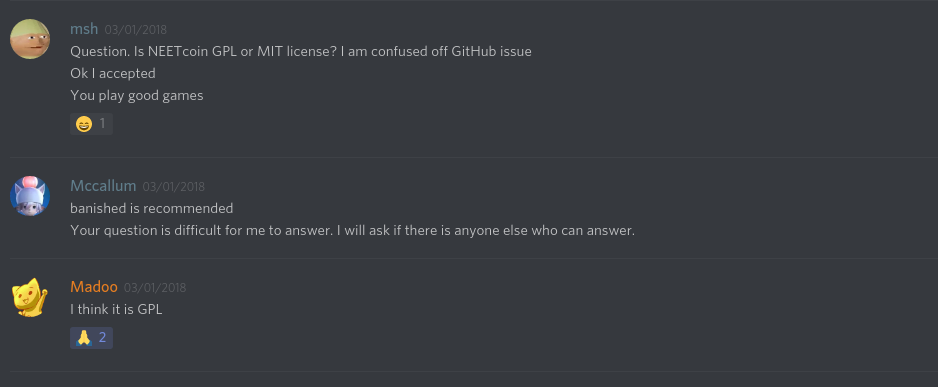 msh 03/01/2018
Question. Is NEETcoin GPL or MIT license? I am confused off GitHub issue
Ok I accepted
You play good games
1
Mccallum 03/01/2018
banished is recommended
Your question is difficult for me to answer. I will ask if there is anyone else who can answer.
Madoo 03/01/2018
I think it is GPL
2